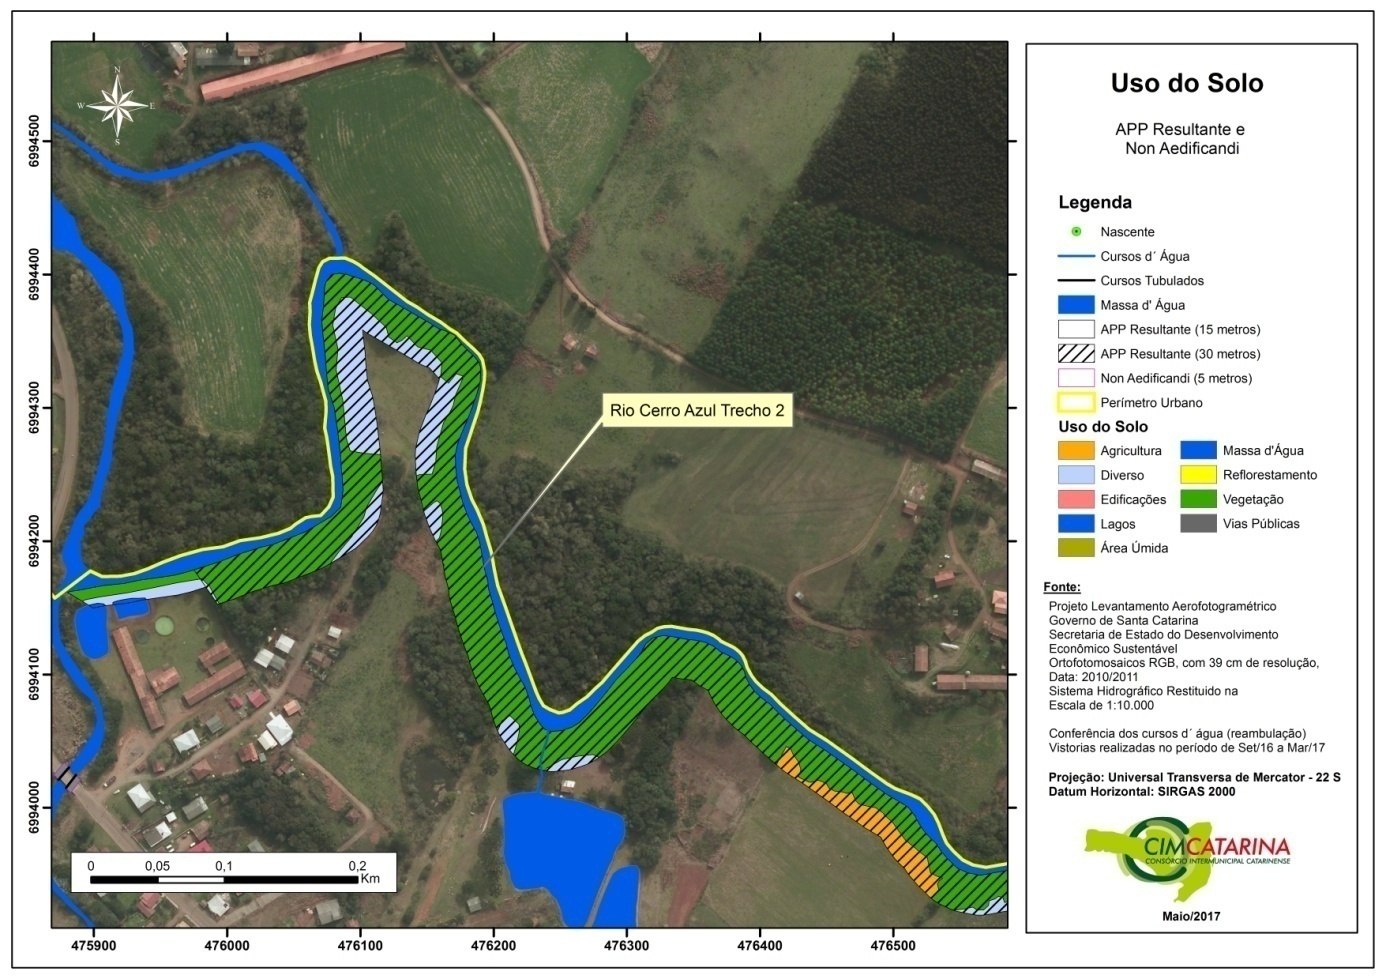 Uso do Solo
APP Resultante e
Non Aedificandi
Legenda
Nascente
Cursos d´ Água
Cursos Tubulados
Massa d' Água
APP Resultante (15 metros)
APP Resultante (30 metros)
Non Aedificandi (5 metros)
Perímetro Urbano
Uso do Solo
Agricultura
Massa d'Água
Diverso
Reflorestamento
Edificações
Vegetação
Lagos
Vias Públicas
Área Úmida
Fonte:
Projeto Levantamento Aerofotogramétrico
Governo de Santa Catarina
Secretaria de Estado do Desenvolvimento
Econômico Sustentável
Ortofotomosaicos RGB, com 39 cm de resolução,
Data: 2010/2011
Sistema Hidrográfico Restituido na
Escala de 1:10.000
Conferência dos cursos d´ água (reambulação)
Vistorias realizadas no período de Set/16 a Mar/17
Projeção: Universal Transversa de Mercator - 22 S
Datum Horizontal: SIRGAS 2000
CIMCATARINA
CONSÓRCIO INTERMUNICIPAL CATARINENSE
Maio/2017
N
W
E
S
Rio Cerro Azul Trecho 2
0 0,05 0,1 0,2
Km
6994500
6994400
6994300
6994200
6994100
6994000
475900 476000 476100 476200 476300 476400 476500